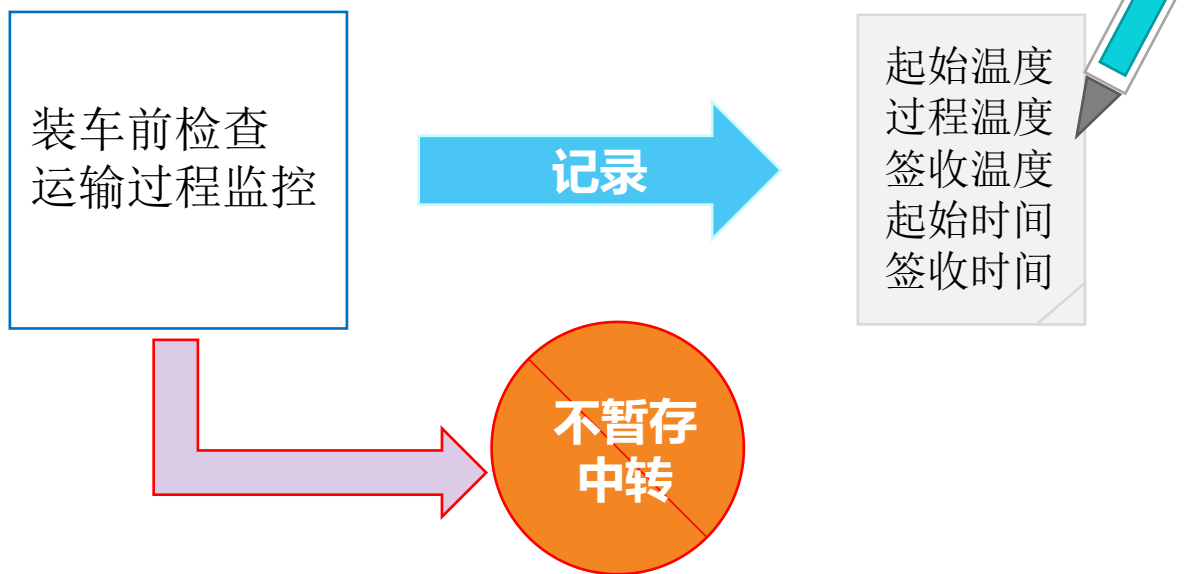 装车前检查
运输过程监控
记录
起始温度
过程温度
签收温度
起始时间
签收时间
不暂存
中转